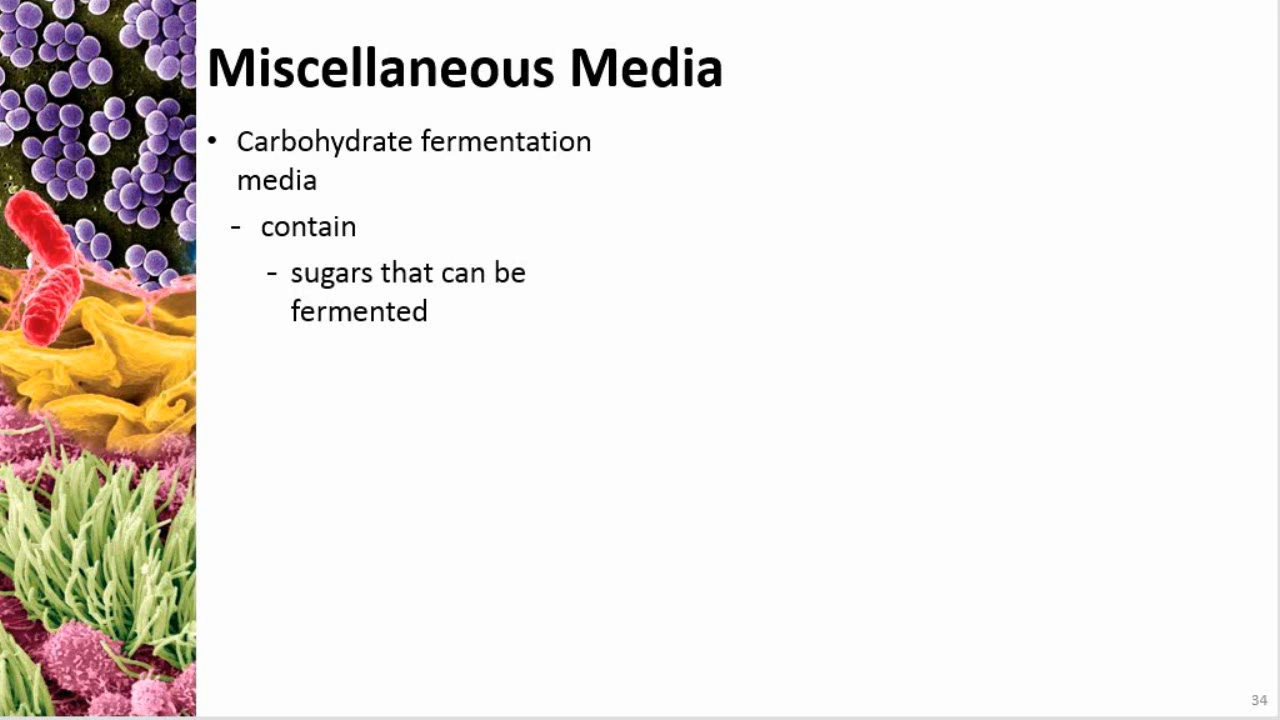 Miscellaneous Media
• Carbohydrate fermentation
media
- contain
- sugars that can be
fermented
34